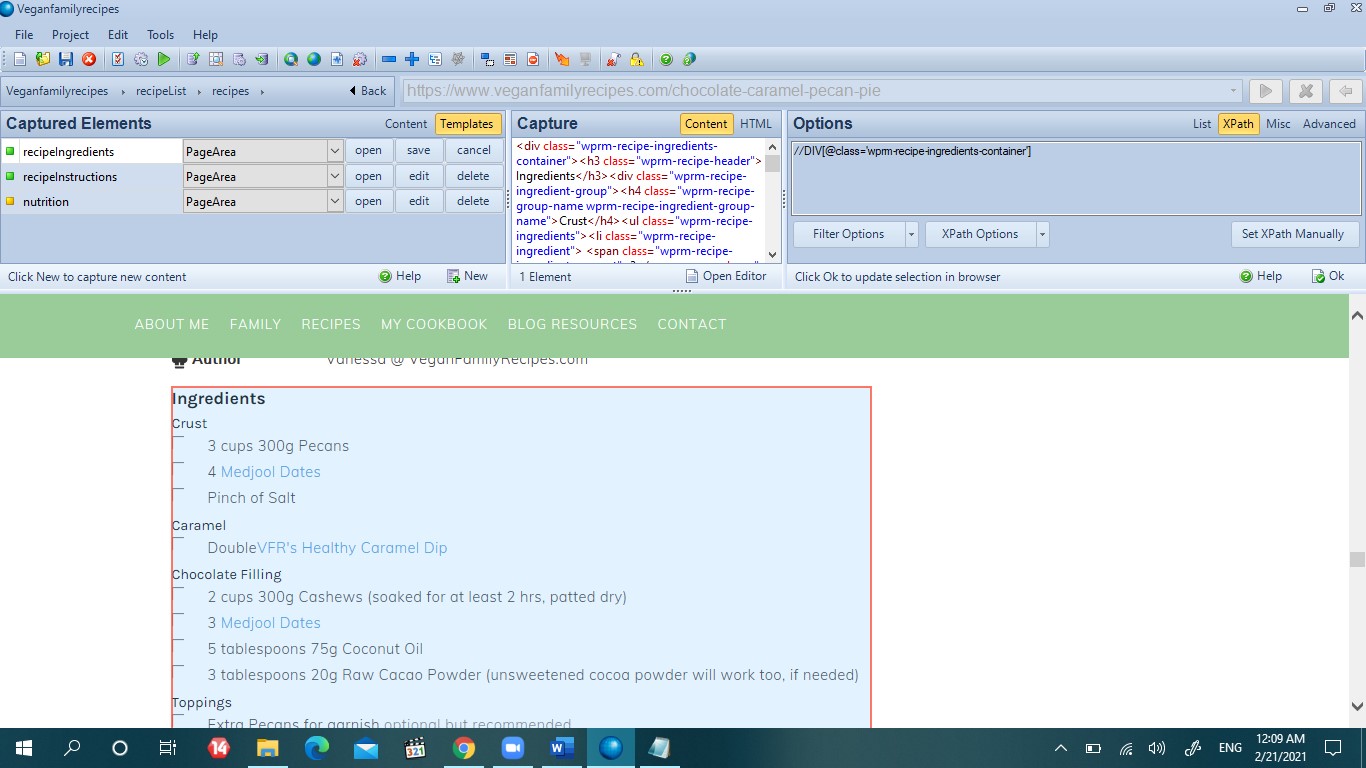 Veganfamilyrecipes
File Project Edit Tools Help
Veganfamilyrecipes recipeList recipes Back https://www.veganfamilyrecipes.com/chocolate-caramel-pecan-pie
Captured Elements Content Templates
recipeIngredients PageArea open save cancel
recipeInstructions PageArea open edit delete
nutrition PageArea open edit delete
Click New to capture new content Help New
Capture Content HTML
<div class="wprm-recipe-ingredients-
container"><h3 class="wprm-recipe-header">
Ingredients</h3><div class="wprm-recipe-
ingredient-group"><h4 class="wprm-recipe-
group-name wprm-recipe-ingredient-group-
name">Crust</h4><ul class="wprm-recipe-
ingredients"><li class="wprm-recipe-
ingredient"> <span class="wprm-recipe-
1 Element Open Editor
Options List XPath Misc Advanced
//DIV[@class='wprm-recipe-ingredients-container']
Filter Options XPath Options Set XPath Manually
Click Ok to update selection in browser Help Ok
ABOUT ME FAMILY RECIPES MY COOKBOOK BLOG RESOURCES CONTACT
Author Vanessa @ VeganFamilyRecipes.com
Ingredients
Crust
3 cups 300g Pecans
4 Medjool Dates
Pinch of Salt
Caramel
DoubleVFR's Healthy Caramel Dip
Chocolate Filling
2 cups 300g Cashews (soaked for at least 2 hrs, patted dry)
3 Medjool Dates
5 tablespoons 75g Coconut Oil
3 tablespoons 20g Raw Cacao Powder (unsweetened cocoa powder will work too, if needed)
Toppings
Extra Pecans for garnish optional but recommended
14 321 W ENG 12:09 AM
2/21/2021